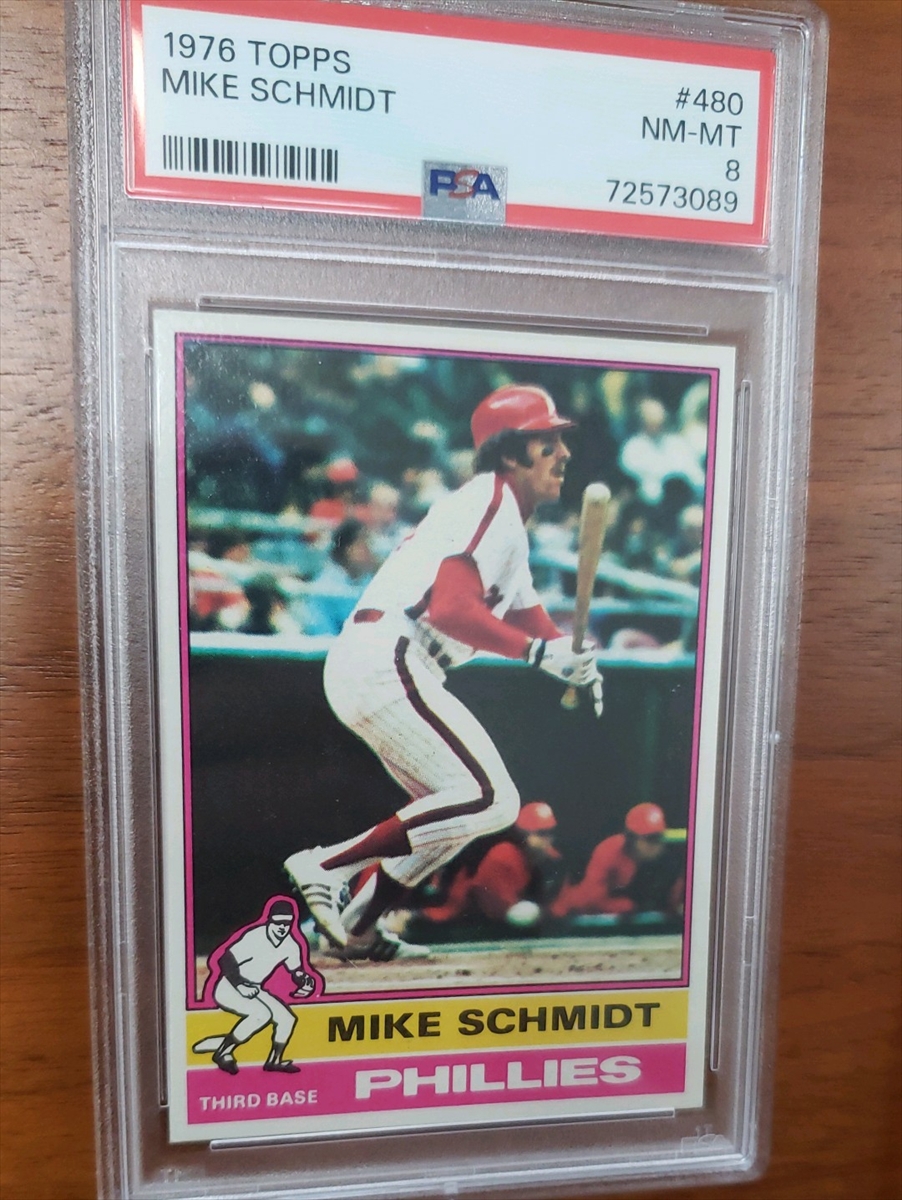 1976 TOPPS
MIKE SCHMIDT
#480
NM-MT
8
72573089
PSA
MIKE SCHMIDT
THIRD BASE
PHILLIES